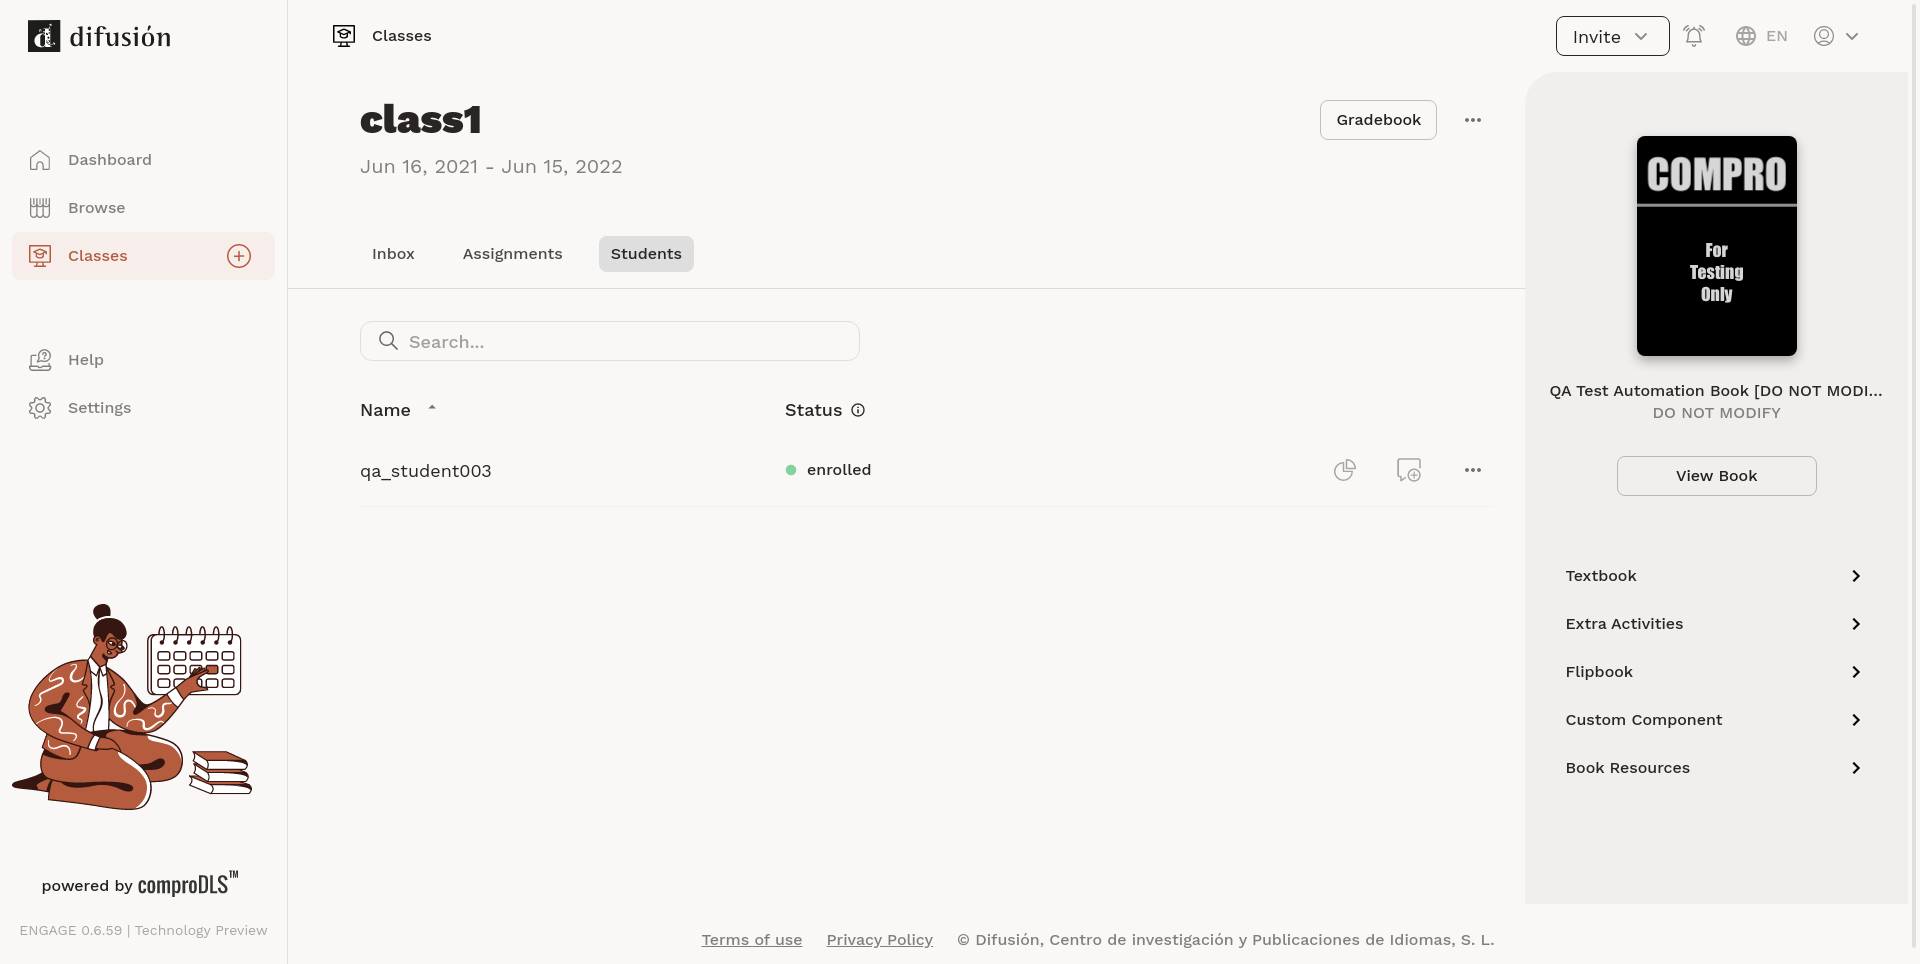 difusión
Dashboard
Browse
Classes
Help
Settings
powered by comproDLS™
ENGAGE 0.6.59 | Technology Preview
Classes
Invite
EN
class1
Jun 16, 2021 - Jun 15, 2022
Gradebook
Inbox
Assignments
Students
Search...
Name
Status
qa_student003
enrolled
COMPRO
For
Testing
Only
QA Test Automation Book [DO NOT MODI...
DO NOT MODIFY
View Book
Textbook
Extra Activities
Flipbook
Custom Component
Book Resources
Terms of use
Privacy Policy
© Difusión, Centro de investigación y Publicaciones de Idiomas, S. L.